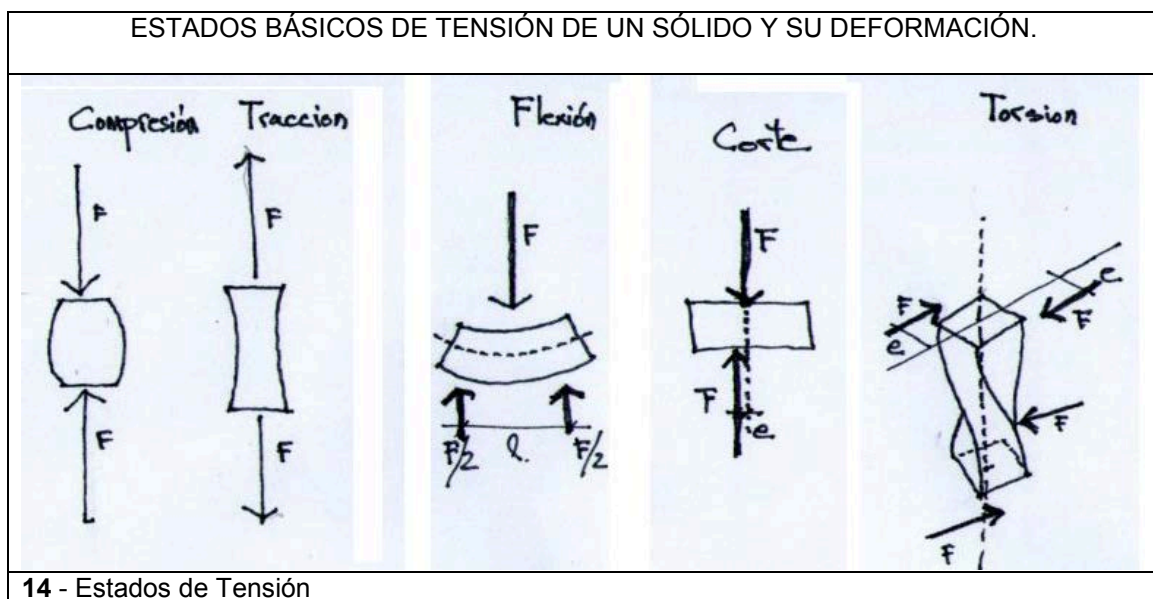 ESTADOS BÁSICOS DE TENSIÓN DE UN SÓLIDO Y SU DEFORMACIÓN.
Compresión
F
F
Traccion
F
F
Flexión
F
F/2
l
F/2
Corte
F
F
e
Torsion
F
e
e
F
F
F
14 - Estados de Tensión